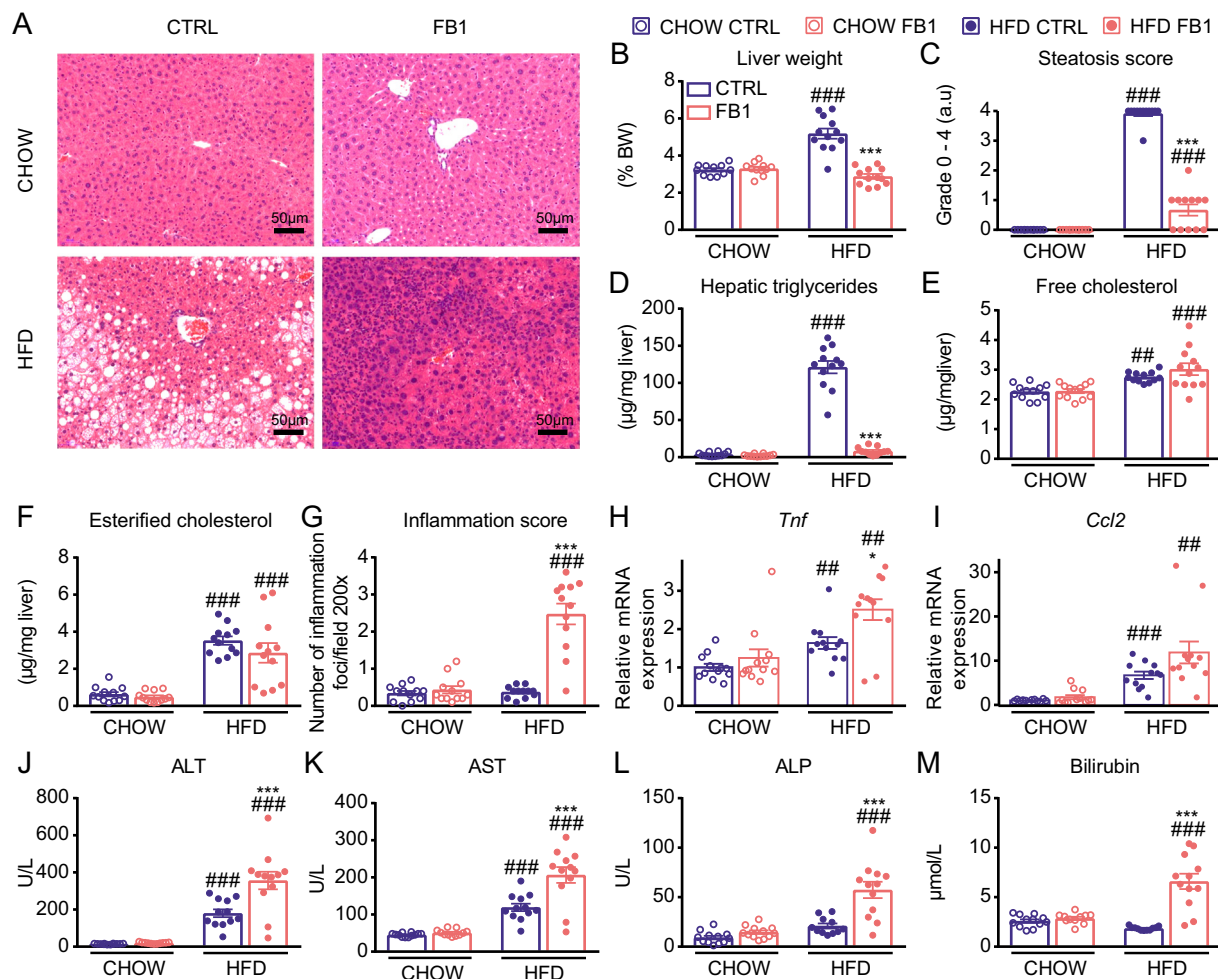 A
CTRL
FB1
CHOW
HFD
50µm
50µm
50µm
50µm
CHOW CTRL
CHOW FB1
HFD CTRL
HFD FB1
B
Liver weight
(% BW)
8
6
4
2
0
CTRL
FB1
###
***
CHOW
HFD
C
Steatosis score
Grade 0 - 4 (a.u)
4
3
2
1
0
###
***
###
CHOW
HFD
D
Hepatic triglycerides
(µg/mg liver)
200
150
100
50
0
###
***
CHOW
HFD
E
Free cholesterol
(µg/mgliver)
5
4
3
2
1
0
##
###
CHOW
HFD
F
Esterified cholesterol
(µg/mg liver)
8
6
4
2
0
###
###
CHOW
HFD
G
Inflammation score
Number of inflammation
foci/field 200x
4
3
2
1
0
***
###
CHOW
HFD
H
Tnf
Relative mRNA
expression
4
3
2
1
0
##
##
*
CHOW
HFD
I
Ccl2
Relative mRNA
expression
30
20
10
0
###
##
CHOW
HFD
J
ALT
U/L
800
600
400
200
0
###
***
###
CHOW
HFD
K
AST
U/L
400
300
200
100
0
###
***
###
CHOW
HFD
L
ALP
U/L
150
100
50
0
***
###
CHOW
HFD
M
Bilirubin
µmol/L
15
10
5
0
***
###
CHOW
HFD